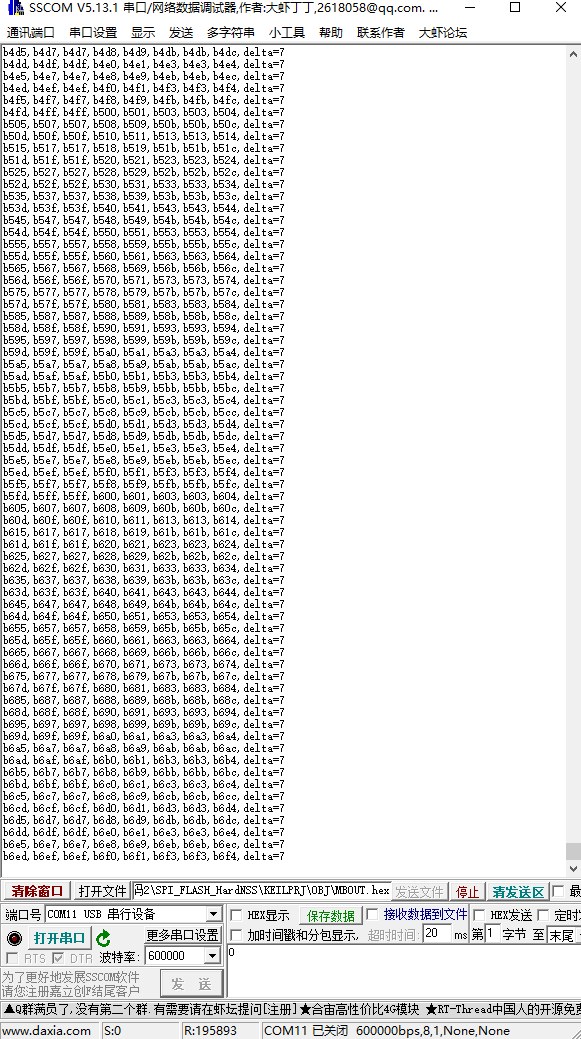 SSCOM V5.13.1 串口/网络数据调试器,作者:大虾丁丁,2618058@qq.com. ...
通讯端口 串口设置 显示 发送 多字符串 小工具 帮助 联系作者 大虾论坛
b4d5,b4d7,b4d7,b4d8,b4d9,b4db,b4db,b4dc,delta=7
b4dd,b4df,b4df,b4e0,b4e1,b4e3,b4e3,b4e4,delta=7
b4e5,b4e7,b4e7,b4e8,b4e9,b4eb,b4eb,b4ec,delta=7
b4ed,b4ef,b4ef,b4f0,b4f1,b4f3,b4f3,b4f4,delta=7
b4f5,b4f7,b4f7,b4f8,b4f9,b4fb,b4fb,b4fc,delta=7
b4fd,b4ff,b4ff,b500,b501,b503,b503,b504,delta=7
b505,b507,b507,b508,b509,b50b,b50b,b50c,delta=7
b50d,b50f,b50f,b510,b511,b513,b513,b514,delta=7
b515,b517,b517,b518,b519,b51b,b51b,b51c,delta=7
b51d,b51f,b51f,b520,b521,b523,b523,b524,delta=7
b525,b527,b527,b528,b529,b52b,b52b,b52c,delta=7
b52d,b52f,b52f,b530,b531,b533,b533,b534,delta=7
b535,b537,b537,b538,b539,b53b,b53b,b53c,delta=7
b53d,b53f,b53f,b540,b541,b543,b543,b544,delta=7
b545,b547,b547,b548,b549,b54b,b54b,b54c,delta=7
b54d,b54f,b54f,b550,b551,b553,b553,b554,delta=7
b555,b557,b557,b558,b559,b55b,b55b,b55c,delta=7
b55d,b55f,b55f,b560,b561,b563,b563,b564,delta=7
b565,b567,b567,b568,b569,b56b,b56b,b56c,delta=7
b56d,b56f,b56f,b570,b571,b573,b573,b574,delta=7
b575,b577,b577,b578,b579,b57b,b57b,b57c,delta=7
b57d,b57f,b57f,b580,b581,b583,b583,b584,delta=7
b585,b587,b587,b588,b589,b58b,b58b,b58c,delta=7
b58d,b58f,b58f,b590,b591,b593,b593,b594,delta=7
b595,b597,b597,b598,b599,b59b,b59b,b59c,delta=7
b59d,b59f,b59f,b5a0,b5a1,b5a3,b5a3,b5a4,delta=7
b5a5,b5a7,b5a7,b5a8,b5a9,b5ab,b5ab,b5ac,delta=7
b5ad,b5af,b5af,b5b0,b5b1,b5b3,b5b3,b5b4,delta=7
b5b5,b5b7,b5b7,b5b8,b5b9,b5bb,b5bb,b5bc,delta=7
b5bd,b5bf,b5bf,b5c0,b5c1,b5c3,b5c3,b5c4,delta=7
b5c5,b5c7,b5c7,b5c8,b5c9,b5cb,b5cb,b5cc,delta=7
b5cd,b5cf,b5cf,b5d0,b5d1,b5d3,b5d3,b5d4,delta=7
b5d5,b5d7,b5d7,b5d8,b5d9,b5db,b5db,b5dc,delta=7
b5dd,b5df,b5df,b5e0,b5e1,b5e3,b5e3,b5e4,delta=7
b5e5,b5e7,b5e7,b5e8,b5e9,b5eb,b5eb,b5ec,delta=7
b5ed,b5ef,b5ef,b5f0,b5f1,b5f3,b5f3,b5f4,delta=7
b5f5,b5f7,b5f7,b5f8,b5f9,b5fb,b5fb,b5fc,delta=7
b5fd,b5ff,b5ff,b600,b601,b603,b603,b604,delta=7
b605,b607,b607,b608,b609,b60b,b60b,b60c,delta=7
b60d,b60f,b60f,b610,b611,b613,b613,b614,delta=7
b615,b617,b617,b618,b619,b61b,b61b,b61c,delta=7
b61d,b61f,b61f,b620,b621,b623,b623,b624,delta=7
b625,b627,b627,b628,b629,b62b,b62b,b62c,delta=7
b62d,b62f,b62f,b630,b631,b633,b633,b634,delta=7
b635,b637,b637,b638,b639,b63b,b63b,b63c,delta=7
b63d,b63f,b63f,b640,b641,b643,b643,b644,delta=7
b645,b647,b647,b648,b649,b64b,b64b,b64c,delta=7
b64d,b64f,b64f,b650,b651,b653,b653,b654,delta=7
b655,b657,b657,b658,b659,b65b,b65b,b65c,delta=7
b65d,b65f,b65f,b660,b661,b663,b663,b664,delta=7
b665,b667,b667,b668,b669,b66b,b66b,b66c,delta=7
b66d,b66f,b66f,b670,b671,b673,b673,b674,delta=7
b675,b677,b677,b678,b679,b67b,b67b,b67c,delta=7
b67d,b67f,b67f,b680,b681,b683,b683,b684,delta=7
b685,b687,b687,b688,b689,b68b,b68b,b68c,delta=7
b68d,b68f,b68f,b690,b691,b693,b693,b694,delta=7
b695,b697,b697,b698,b699,b69b,b69b,b69c,delta=7
b69d,b69f,b69f,b6a0,b6a1,b6a3,b6a3,b6a4,delta=7
b6a5,b6a7,b6a7,b6a8,b6a9,b6ab,b6ab,b6ac,delta=7
b6ad,b6af,b6af,b6b0,b6b1,b6b3,b6b3,b6b4,delta=7
b6b5,b6b7,b6b7,b6b8,b6b9,b6bb,b6bb,b6bc,delta=7
b6bd,b6bf,b6bf,b6c0,b6c1,b6c3,b6c3,b6c4,delta=7
b6c5,b6c7,b6c7,b6c8,b6c9,b6cb,b6cb,b6cc,delta=7
b6cd,b6cf,b6cf,b6d0,b6d1,b6d3,b6d3,b6d4,delta=7
b6d5,b6d7,b6d7,b6d8,b6d9,b6db,b6db,b6dc,delta=7
b6dd,b6df,b6df,b6e0,b6e1,b6e3,b6e3,b6e4,delta=7
b6e5,b6e7,b6e7,b6e8,b6e9,b6eb,b6eb,b6ec,delta=7
b6ed,b6ef,b6ef,b6f0,b6f1,b6f3,b6f3,b6f4,delta=7
清除窗口 打开文件 2\SPI_FLASH_HardNSS\KEILPRJ\OBJ\MBOUT.hex 发送文件 停止 清发送区 最
端口号 COM11 USB 串行设备 HEX显示 保存数据 接收数据到文件 HEX发送 定时
打开串口 更多串口设置 加时间戳和分包显示, 超时时间: 20 ms 第1 字节 至 末尾
RTS DTR 波特率: 600000 0
为了更好地发展SSCOM软件
请您注册嘉立创F结尾客户 发 送
▲Q群满员了,没有第二个群.有需要请在虾坛提问[注册] ★合宙高性价比4G模块 ★RT-Thread中国人的开源免费
www.daxia.com S:0 R:195893 COM11 已关闭 600000bps,8,1,None,None